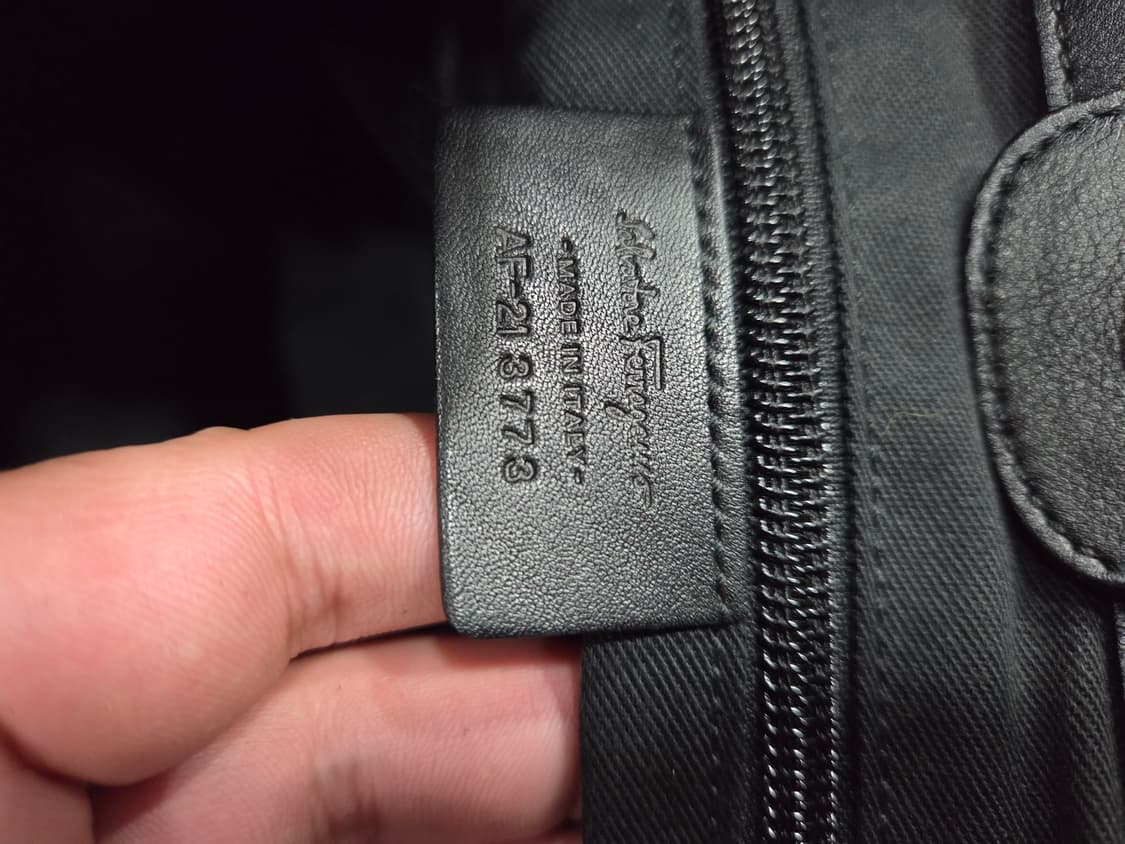 Salvatore Ferragamo
•MADE IN ITALY•
AF-21 3773